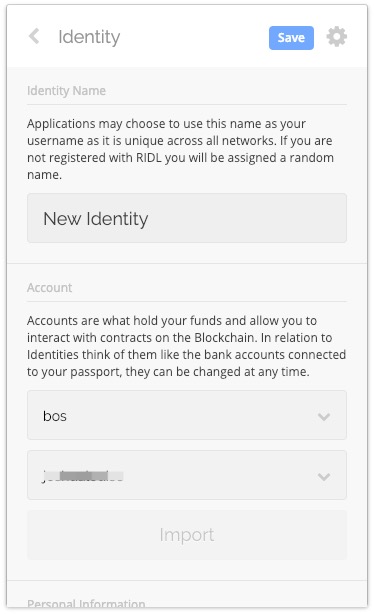 Identity
Save
Identity Name
Applications may choose to use this name as your
username as it is unique across all networks. If you are
not registered with RIDL you will be assigned a random
name.
New Identity
Account
Accounts are what hold your funds and allow you to
interact with contracts on the Blockchain. In relation to
Identities think of them like the bank accounts connected
to your passport, they can be changed at any time.
bos
Import
Personal Information